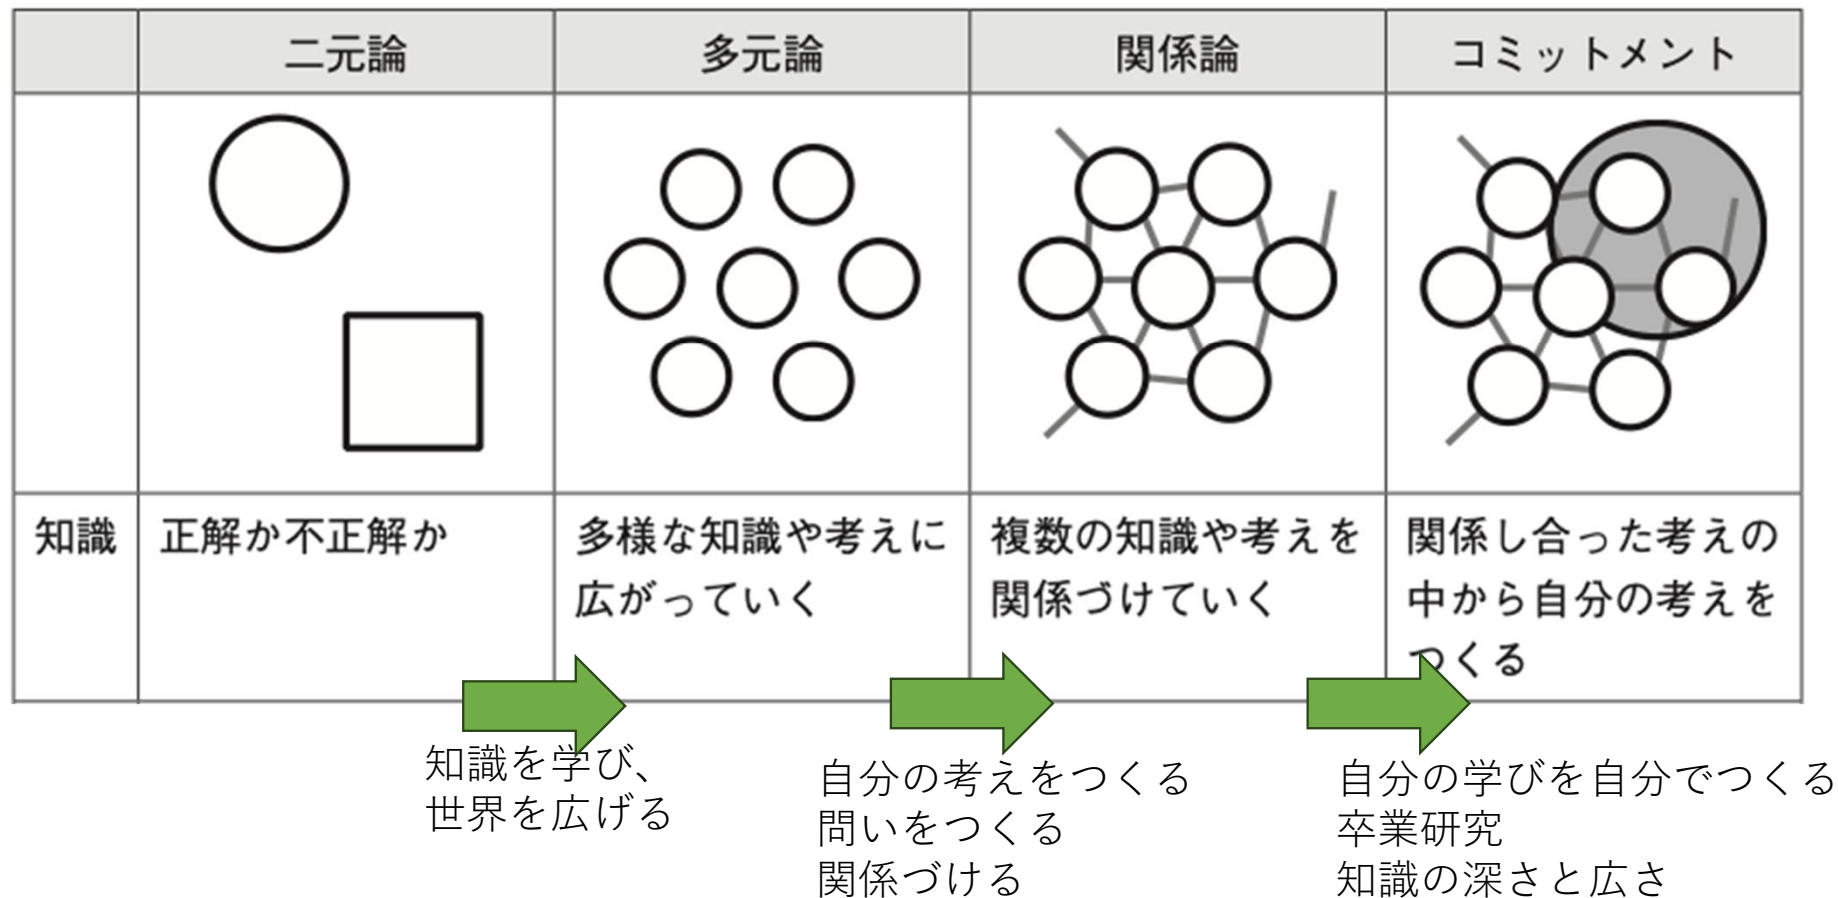 二元論
多元論
関係論
コミットメント
知識
正解か不正解か
多様な知識や考えに
広がっていく
複数の知識や考えを
関係づけていく
関係し合った考えの
中から自分の考えを
つくる
知識を学び、
世界を広げる
自分の考えをつくる
問いをつくる
関係づける
自分の学びを自分でつくる
卒業研究
知識の深さと広さ